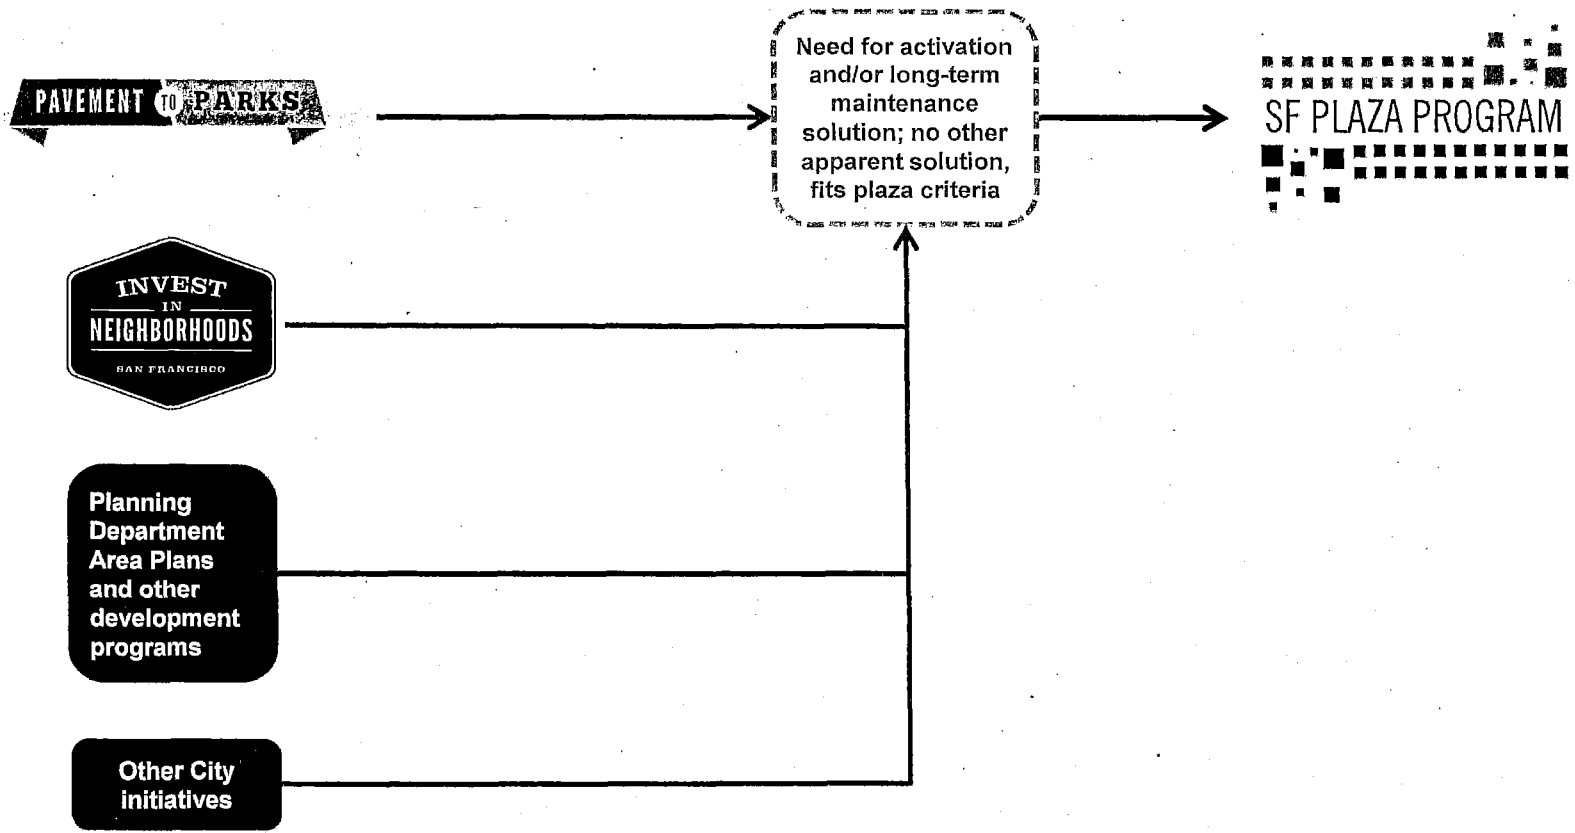 PAVEMENT TO PARKS
Need for activation
and/or long-term
maintenance
solution; no other
apparent solution,
fits plaza criteria
SF PLAZA PROGRAM
INVEST
IN
NEIGHBORHOODS
SAN FRANCISCO
Planning
Department
Area Plans
and other
development
programs
Other City
initiatives